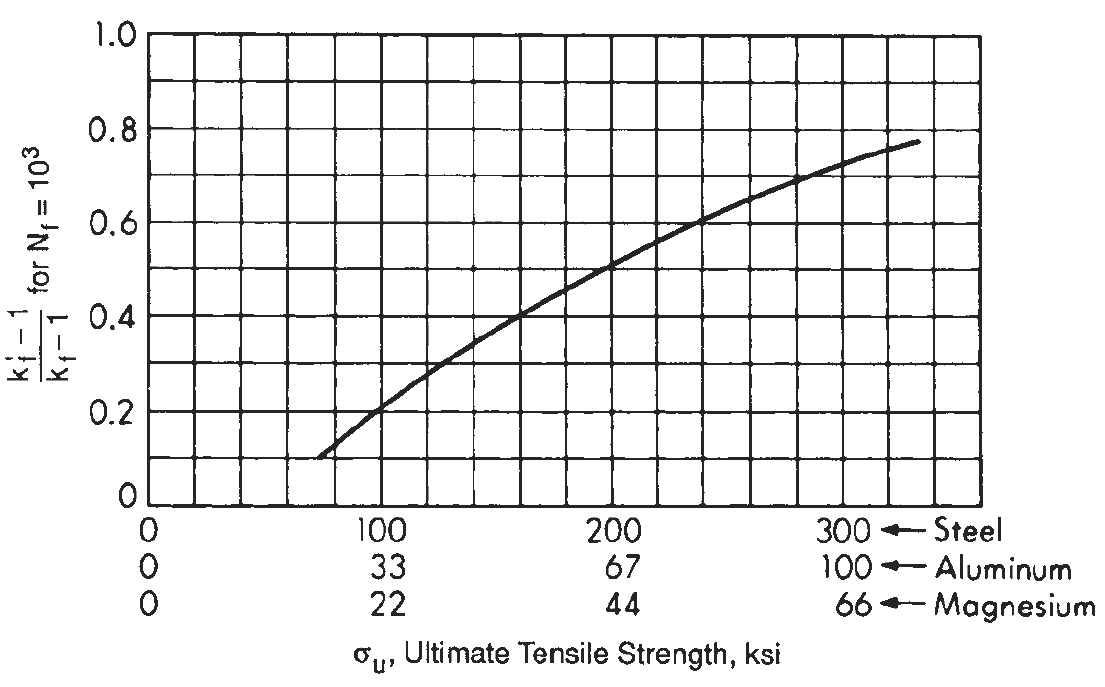 1.0
0.8
0.6
0.4
0.2
0
k'f − 1 / kf − 1 for Nf = 10³
0 100 200 300 ← Steel
0 33 67 100 ← Aluminum
0 22 44 66 ← Magnesium
σu, Ultimate Tensile Strength, ksi